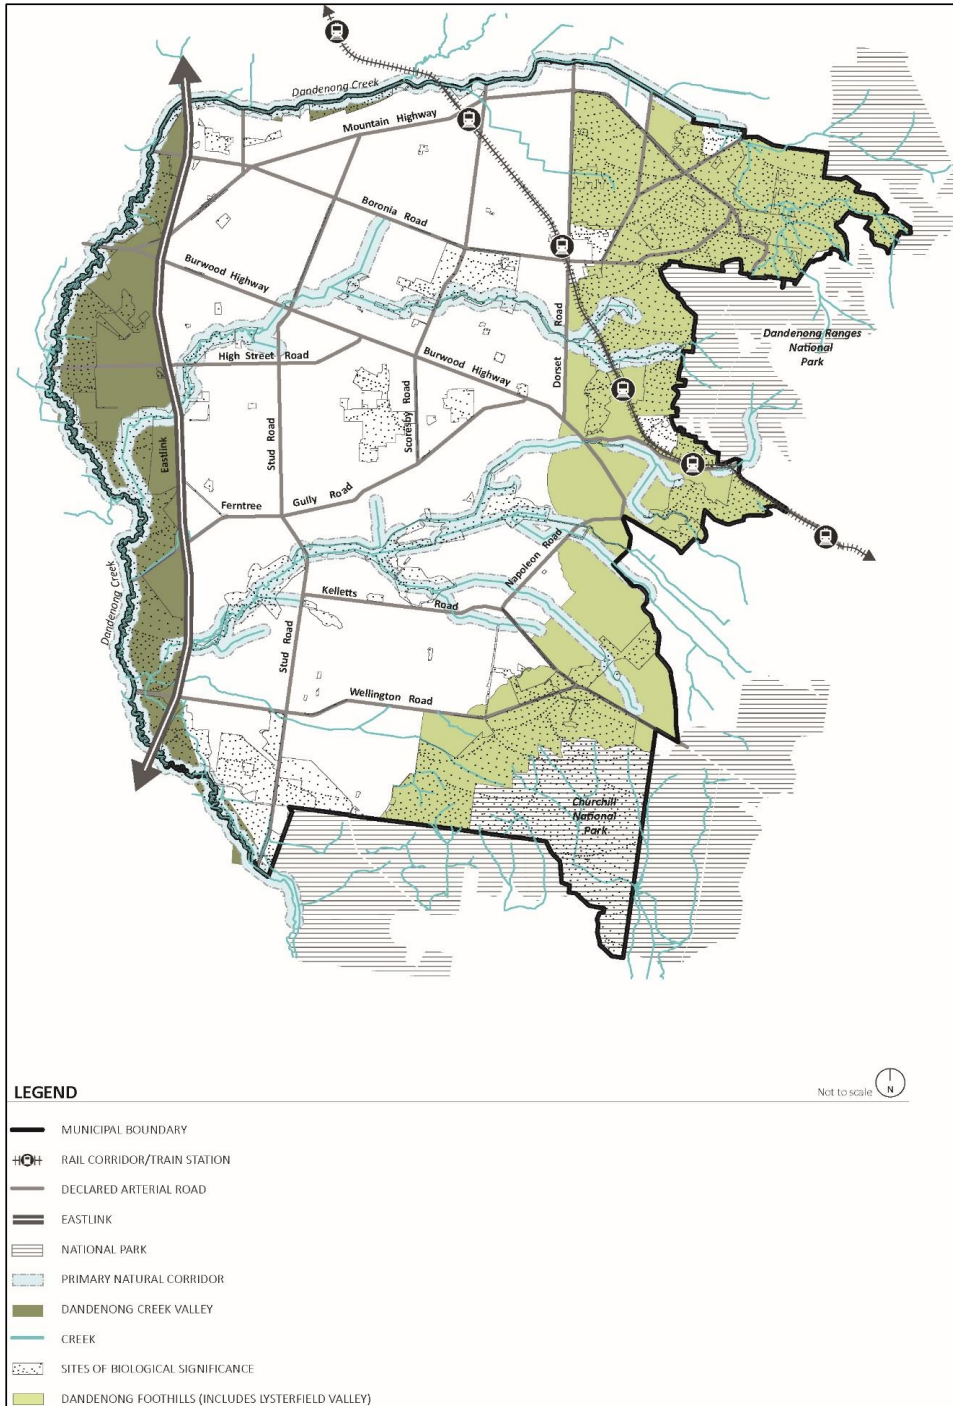 Dandenong Creek
Mountain Highway
Boronia Road
Burwood Highway
Dandenong Ranges
National
Park
High Street Road
Burwood Highway
Dorset Road
Scoresby Road
Stud Road
Eastlink
Ferntree Gully Road
Napoleon Road
Dandenong Creek
Kelletts Road
Stud Road
Wellington Road
Churchill
National
Park
LEGEND
Not to scale
N
MUNICIPAL BOUNDARY
RAIL CORRIDOR/TRAIN STATION
DECLARED ARTERIAL ROAD
EASTLINK
NATIONAL PARK
PRIMARY NATURAL CORRIDOR
DANDENONG CREEK VALLEY
CREEK
SITES OF BIOLOGICAL SIGNIFICANCE
DANDENONG FOOTHILLS (INCLUDES LYSTERFIELD VALLEY)